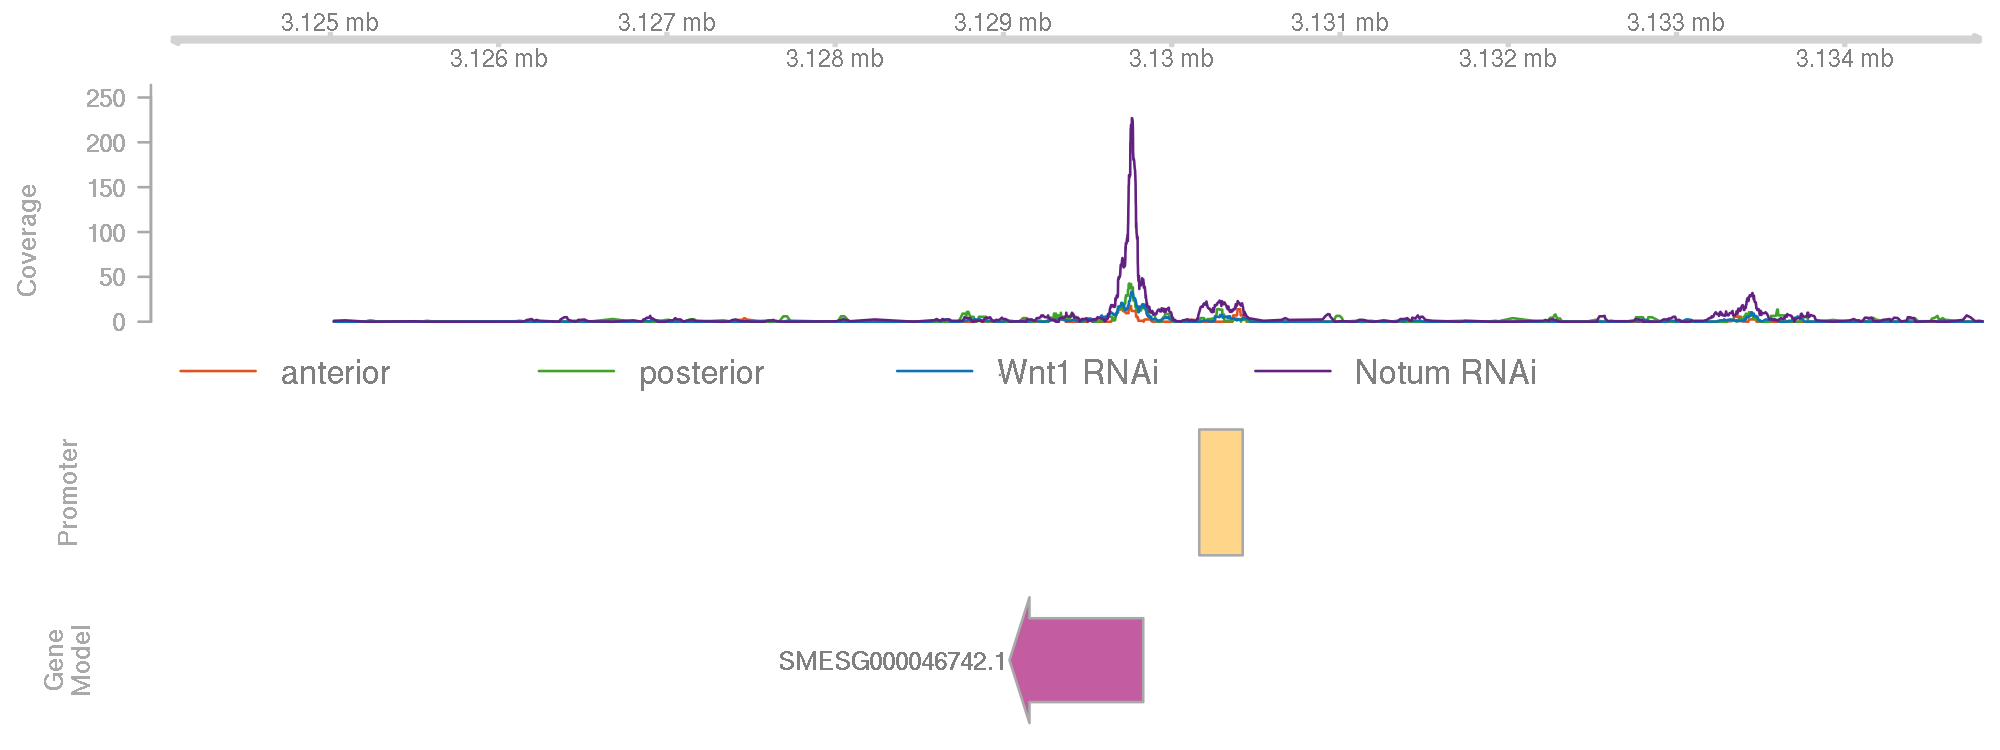 3.125 mb 3.127 mb 3.129 mb 3.131 mb 3.133 mb
3.126 mb 3.128 mb 3.13 mb 3.132 mb 3.134 mb
250
200
150
100
50
0
Coverage
anterior posterior Wnt1 RNAi Notum RNAi
Promoter
Gene
Model
SMESG000046742.1